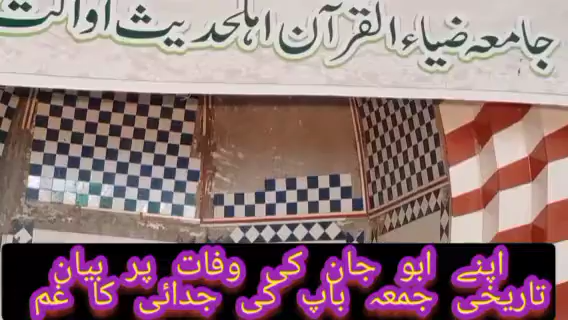 جامعہ ضیاء القرآن اہلحدیث اوالت
اپنے ابو جان کی وفات پر بیان
تاریخی جمعہ باپ کی جدائی کا غم